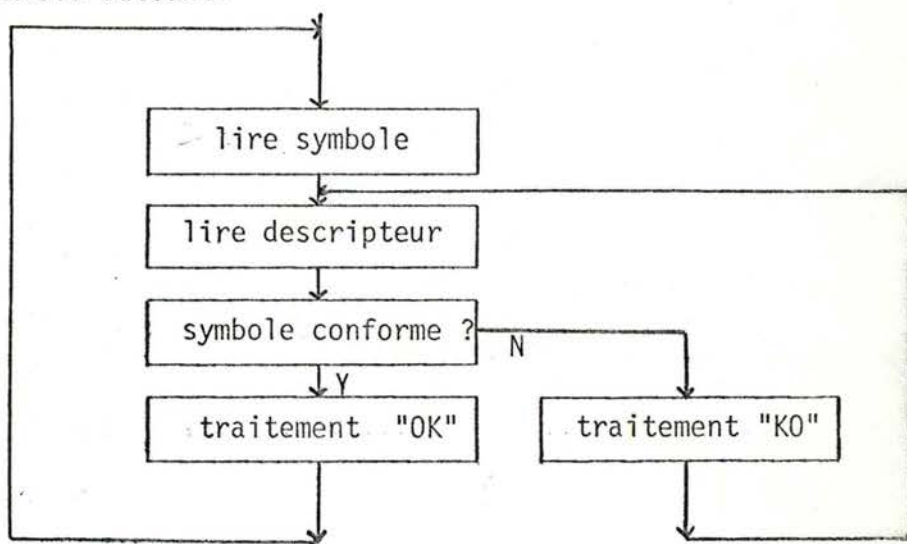 lire symbole
lire descripteur
symbole conforme ?
N
Y
traitement "OK"
traitement "KO"